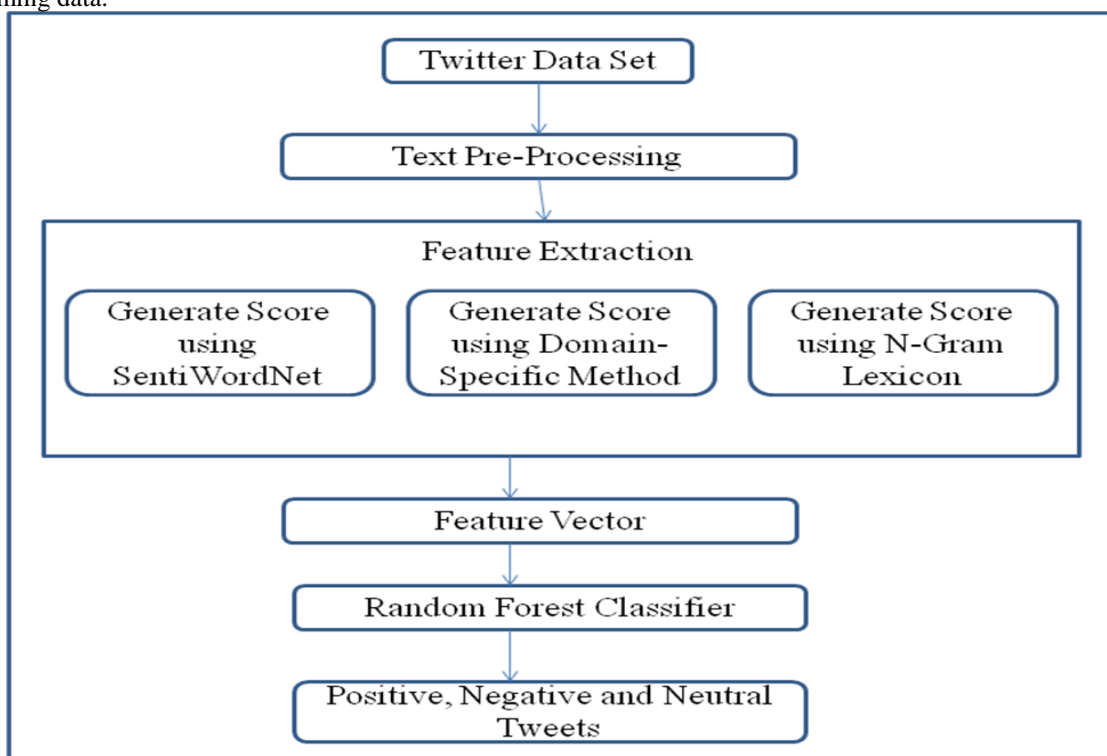 data.
Twitter Data Set
Text Pre-Processing
Feature Extraction
Generate Score
using
SentiWordNet
Generate Score
using Domain-
Specific Method
Generate Score
using N-Gram
Lexicon
Feature Vector
Random Forest Classifier
Positive, Negative and Neutral
Tweets